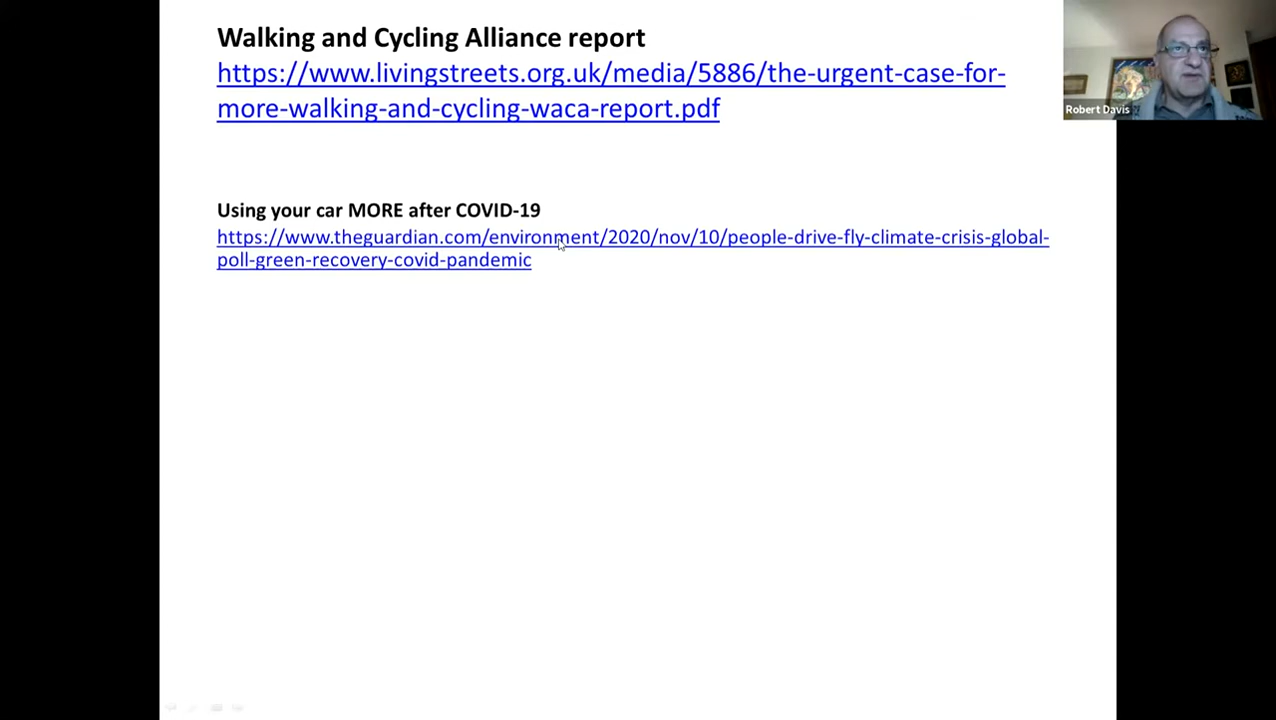 Walking and Cycling Alliance report
https://www.livingstreets.org.uk/media/5886/the-urgent-case-for-
more-walking-and-cycling-waca-report.pdf
Robert Davis
Using your car MORE after COVID-19
https://www.theguardian.com/environment/2020/nov/10/people-drive-fly-climate-crisis-global-
poll-green-recovery-covid-pandemic